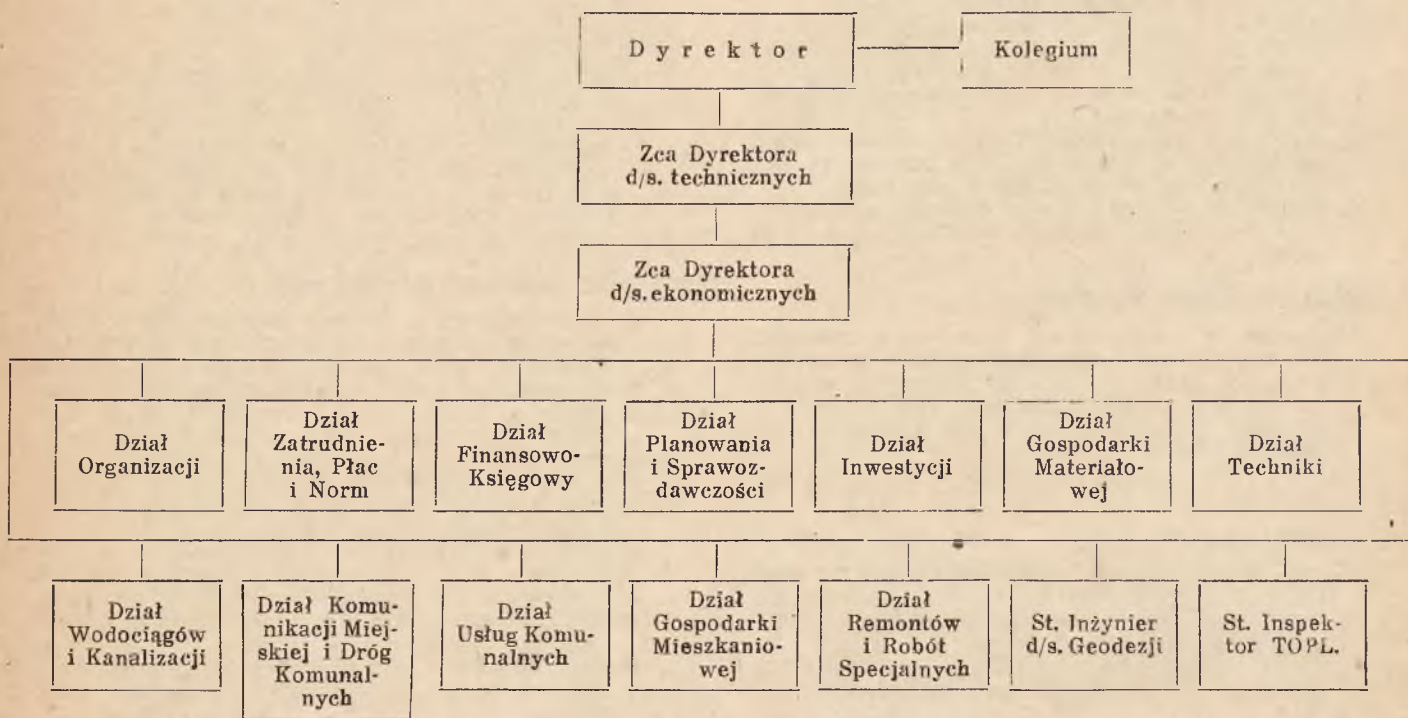 Dyrektor
Kolegium
Zca Dyrektora
d/s. technicznych
Zca Dyrektora
d/s. ekonomicznych
Dział
Organizacji
Dział
Zatrudnie-
nia, Płac
i Norm
Dział
Finansowo-
Księgowy
Dział
Planowania
i Sprawoz-
dawczości
Dział
Inwestycji
Dział
Gospodarki
Materiało-
wej
Dział
Techniki
Dział
Wodociągów
i Kanalizacji
Dział Komu-
nikacji Miej-
skiej i Dróg
Komunal-
nych
Dział
Usług Komu-
nalnych
Dział
Gospodarki
Mieszkanio-
wej
Dział
Remontów
i Robót
Specjalnych
St. Inżynier
d/s. Geodezji
St. Inspek-
tor TOPL.